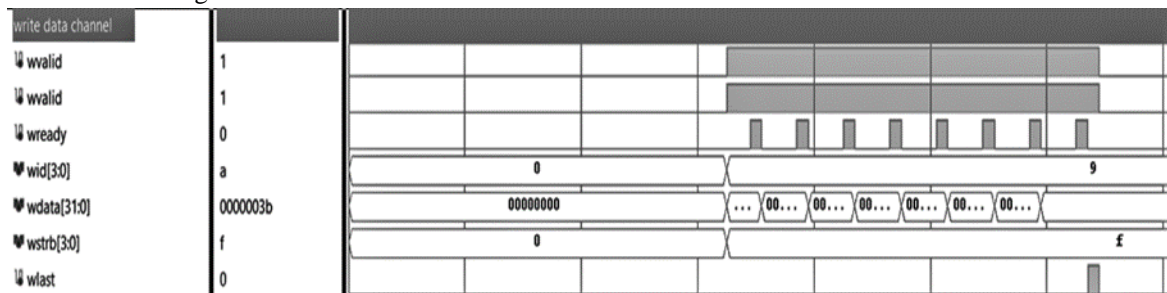 write data channel
wvalid 1
wvalid 1
wready 0
wid[3:0] a 0 9
wdata[31:0] 0000003b 00000000 ... 00... 00... 00... 00... 00... 00...
wstrb[3:0] f 0 f
wlast 0